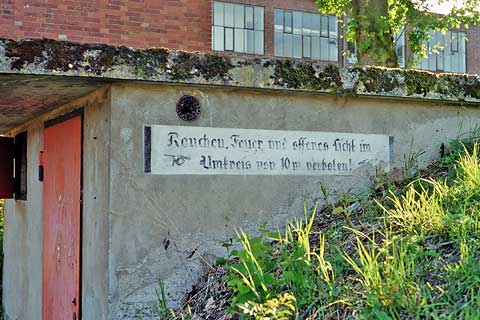 Rauchen, Feuer und offenes Licht im
Umkreis von 10 m verboten!